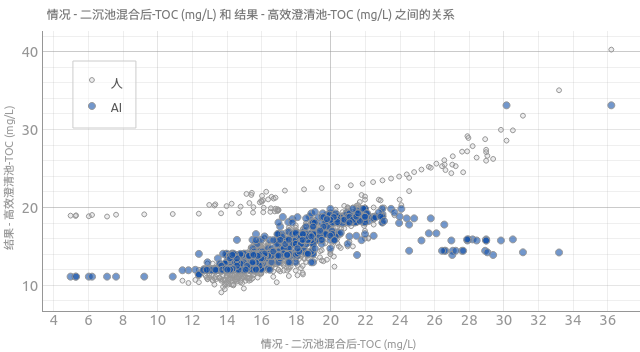 情况 - 二沉池混合后-TOC (mg/L) 和 结果 - 高效澄清池-TOC (mg/L) 之间的关系
人
AI
结果 - 高效澄清池-TOC (mg/L)
40
30
20
10
4 6 8 10 12 14 16 18 20 22 24 26 28 30 32 34 36
情况 - 二沉池混合后-TOC (mg/L)